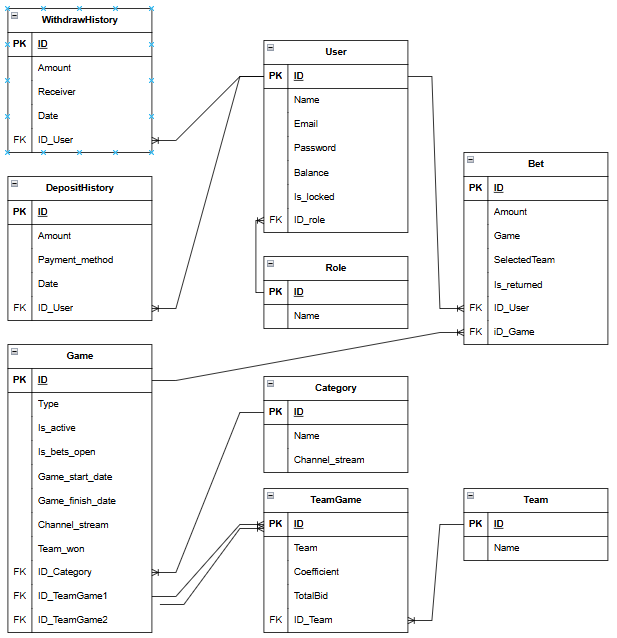 WithdrawHistory
PK ID
Amount
Receiver
Date
FK ID_User
DepositHistory
PK ID
Amount
Payment_method
Date
FK ID_User
Game
PK ID
Type
Is_active
Is_bets_open
Game_start_date
Game_finish_date
Channel_stream
Team_won
FK ID_Category
FK ID_TeamGame1
FK ID_TeamGame2
User
PK ID
Name
Email
Password
Balance
Is_locked
FK ID_role
Role
PK ID
Name
Category
PK ID
Name
Channel_stream
TeamGame
PK ID
Team
Coefficient
TotalBid
FK ID_Team
Bet
PK ID
Amount
Game
SelectedTeam
Is_returned
FK ID_User
FK iD_Game
Team
PK ID
Name